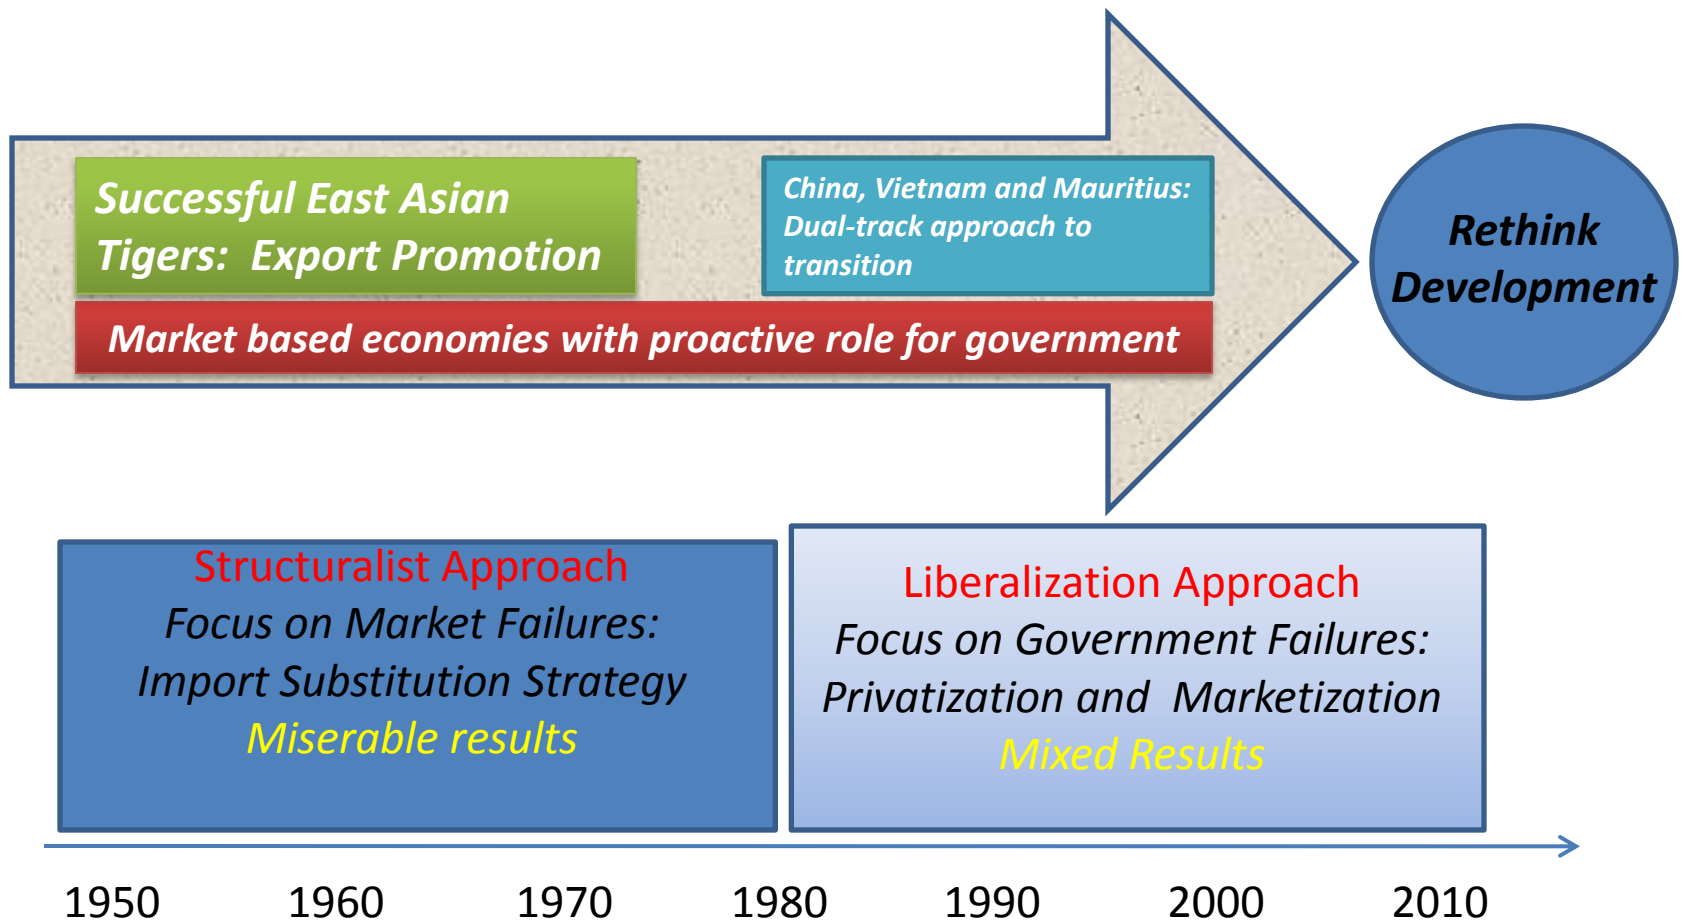 Successful East Asian
Tigers:  Export Promotion
China, Vietnam and Mauritius:
Dual-track approach to
transition
Market based economies with proactive role for government
Rethink
Development
Structuralist Approach
Focus on Market Failures:
Import Substitution Strategy
Miserable results
Liberalization Approach
Focus on Government Failures:
Privatization and  Marketization
Mixed Results
1950 1960 1970 1980 1990 2000 2010